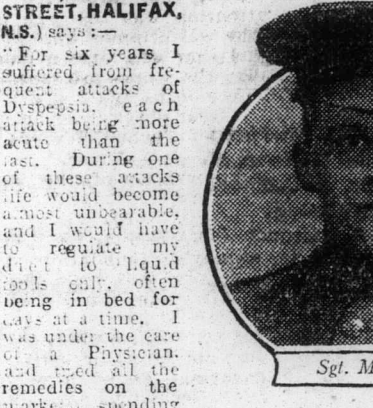 STREET, HALIFAX,
N.S.) says :—
"For six years I
suffered from fre-
quent attacks of
Dyspepsia. each
attack being more
acute than the
last. During one
of these attacks
life would become
almost unbearable,
and I would have
to regulate my
diet to liquid
foods only, often
being in bed for
days at a time. I
was under the care
of a Physician.
and tried all the
remedies on the
market spending
Sgt. M